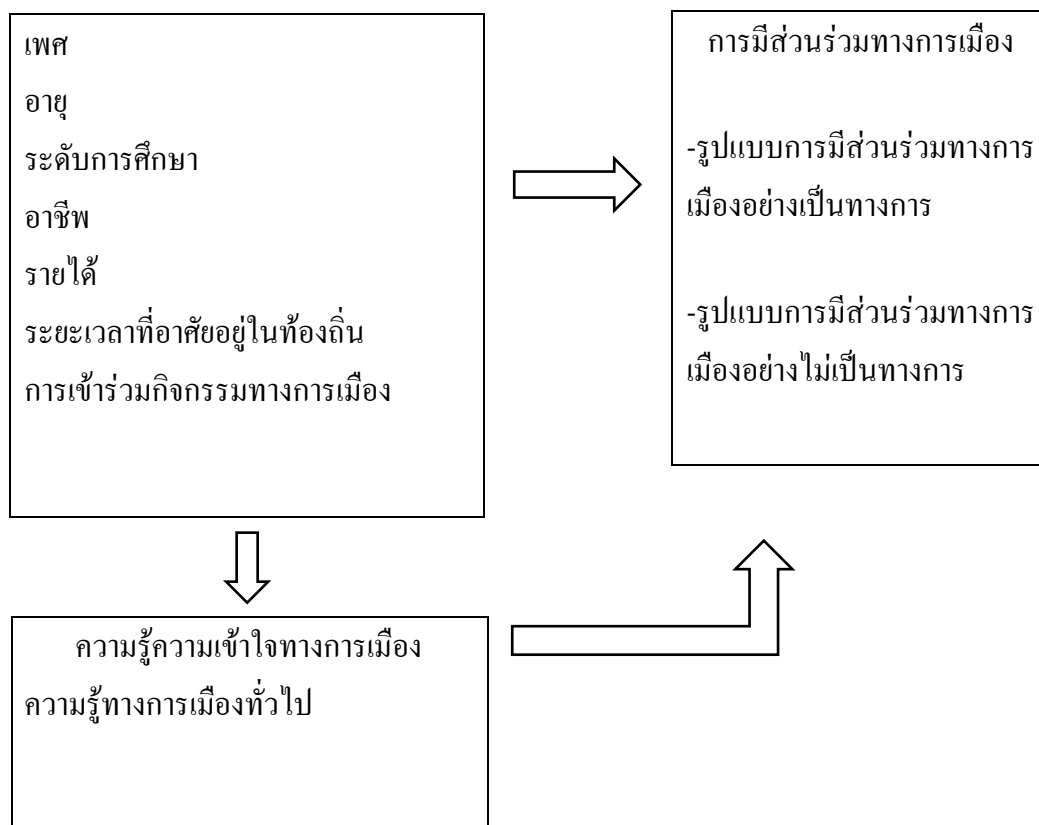 เพศ
อายุ
ระดับการศึกษา
อาชีพ
รายได้
ระยะเวลาที่อาศัยอยู่ในท้องถิ่น
การเข้าร่วมกิจกรรมทางการเมือง
การมีส่วนร่วมทางการเมือง
-รูปแบบการมีส่วนร่วมทางการ
เมืองอย่างเป็นทางการ
-รูปแบบการมีส่วนร่วมทางการ
เมืองอย่างไม่เป็นทางการ
ความรู้ความเข้าใจทางการเมือง
ความรู้ทางการเมืองทั่วไป